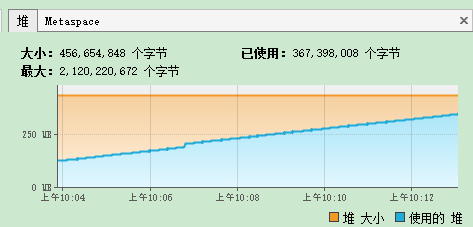 堆 Metaspace ×
大小: 456,654,848 个字节 已使用: 367,398,008 个字节
最大: 2,120,220,672 个字节
250 MB
0 MB
上午10:04 上午10:06 上午10:08 上午10:10 上午10:12
堆 大小 使用的 堆